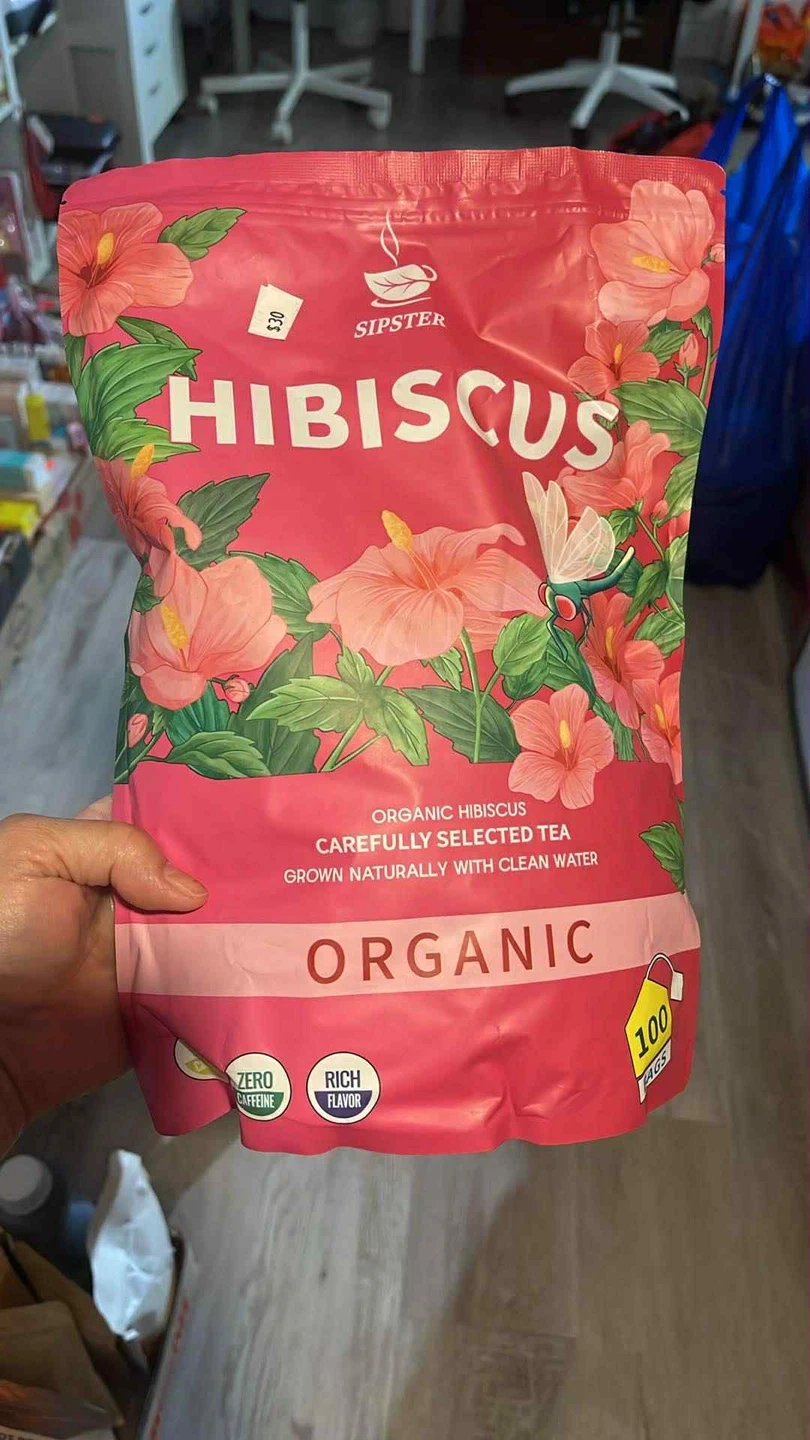 $30
SIPSTER
HIBISCUS
ORGANIC HIBISCUS
CAREFULLY SELECTED TEA
GROWN NATURALLY WITH CLEAN WATER
ORGANIC
100
BAGS
ZERO
CAFFEINE
RICH
FLAVOR